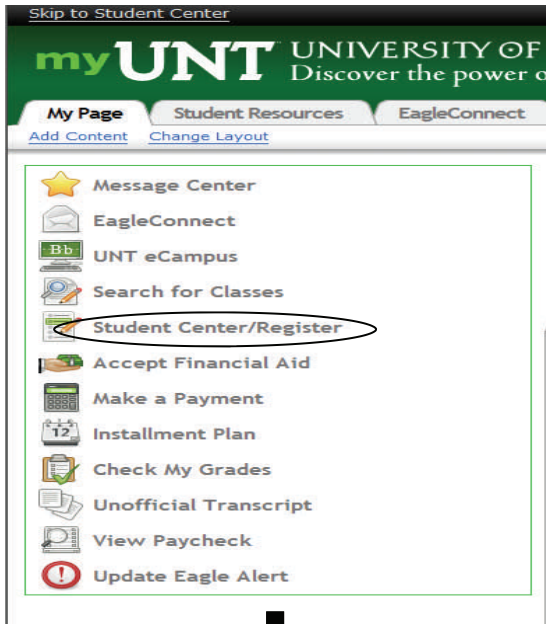 Skip to Student Center
myUNT UNIVERSITY OF
Discover the power o
My Page Student Resources EagleConnect
Add Content Change Layout
Message Center
EagleConnect
Bb
UNT eCampus
Search for Classes
Student Center/Register
Accept Financial Aid
Make a Payment
12
Installment Plan
Check My Grades
Unofficial Transcript
View Paycheck
Update Eagle Alert